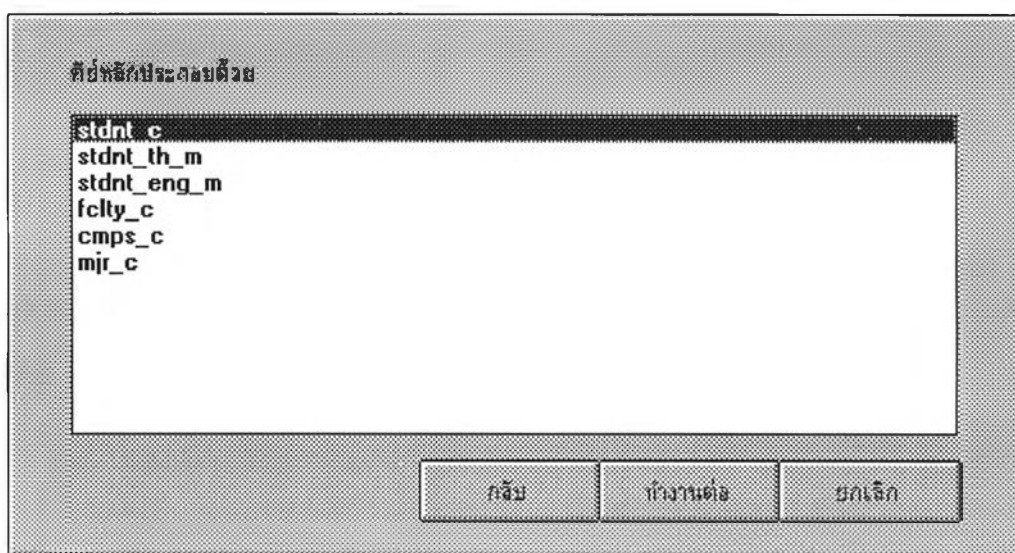 คีย์หลักประกอบด้วย
stdnt_c
stdnt_th_m
stdnt_eng_m
fclty_c
cmps_c
mjr_c
กลับ ทำงานต่อ ยกเลิก